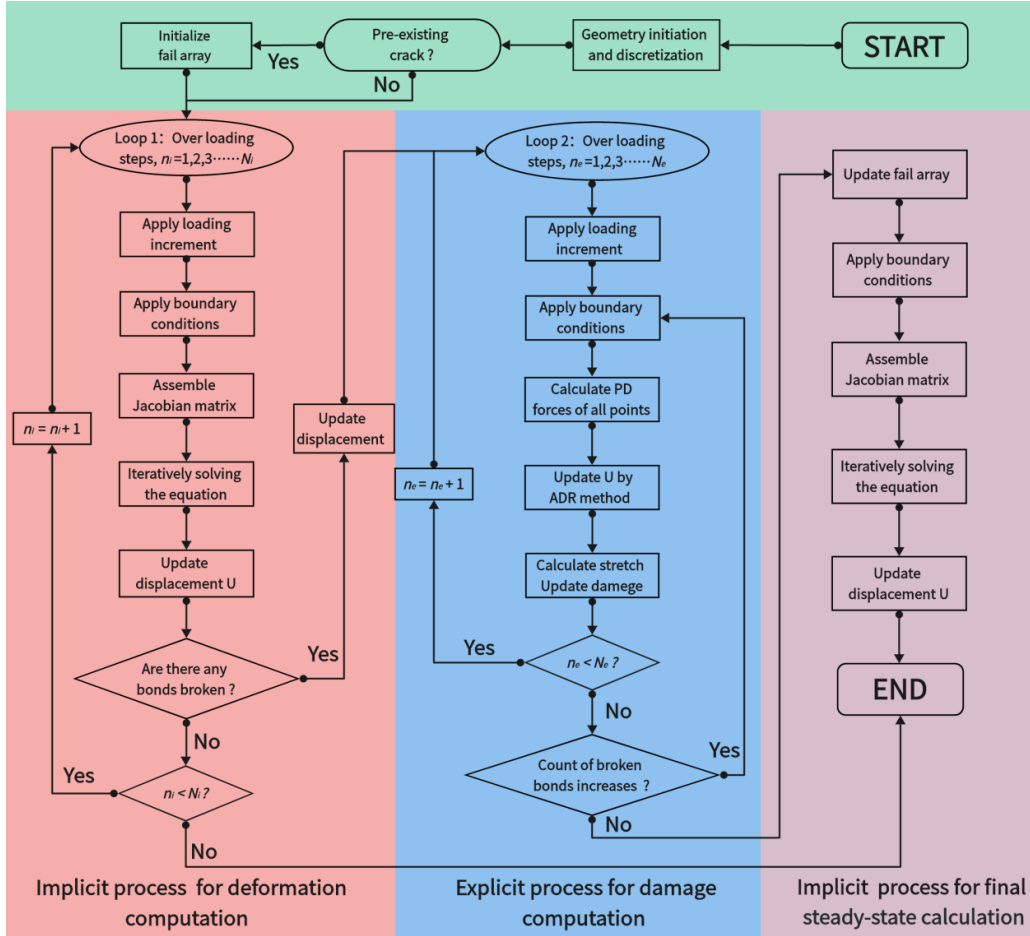 START
Geometry initiation
and discretization
Pre-existing
crack ?
Yes
No
Initialize
fail array
Loop 1： Over loading
steps, nᵢ =1,2,3······Nᵢ
Apply loading
increment
Apply boundary
conditions
Assemble
Jacobian matrix
Iteratively solving
the equation
Update
displacement U
Are there any
bonds broken ?
Yes
No
nᵢ < Nᵢ ?
Yes
No
nᵢ = nᵢ + 1
Update
displacement
Implicit process for deformation
computation
Loop 2： Over loading
steps, nₑ =1,2,3······Nₑ
Apply loading
increment
Apply boundary
conditions
Calculate PD
forces of all points
Update U by
ADR method
Calculate stretch
Update damege
nₑ < Nₑ ?
Yes
No
nₑ = nₑ + 1
Count of broken
bonds increases ?
Yes
No
Explicit process for damage
computation
Update fail array
Apply boundary
conditions
Assemble
Jacobian matrix
Iteratively solving
the equation
Update
displacement U
END
Implicit process for final
steady-state calculation